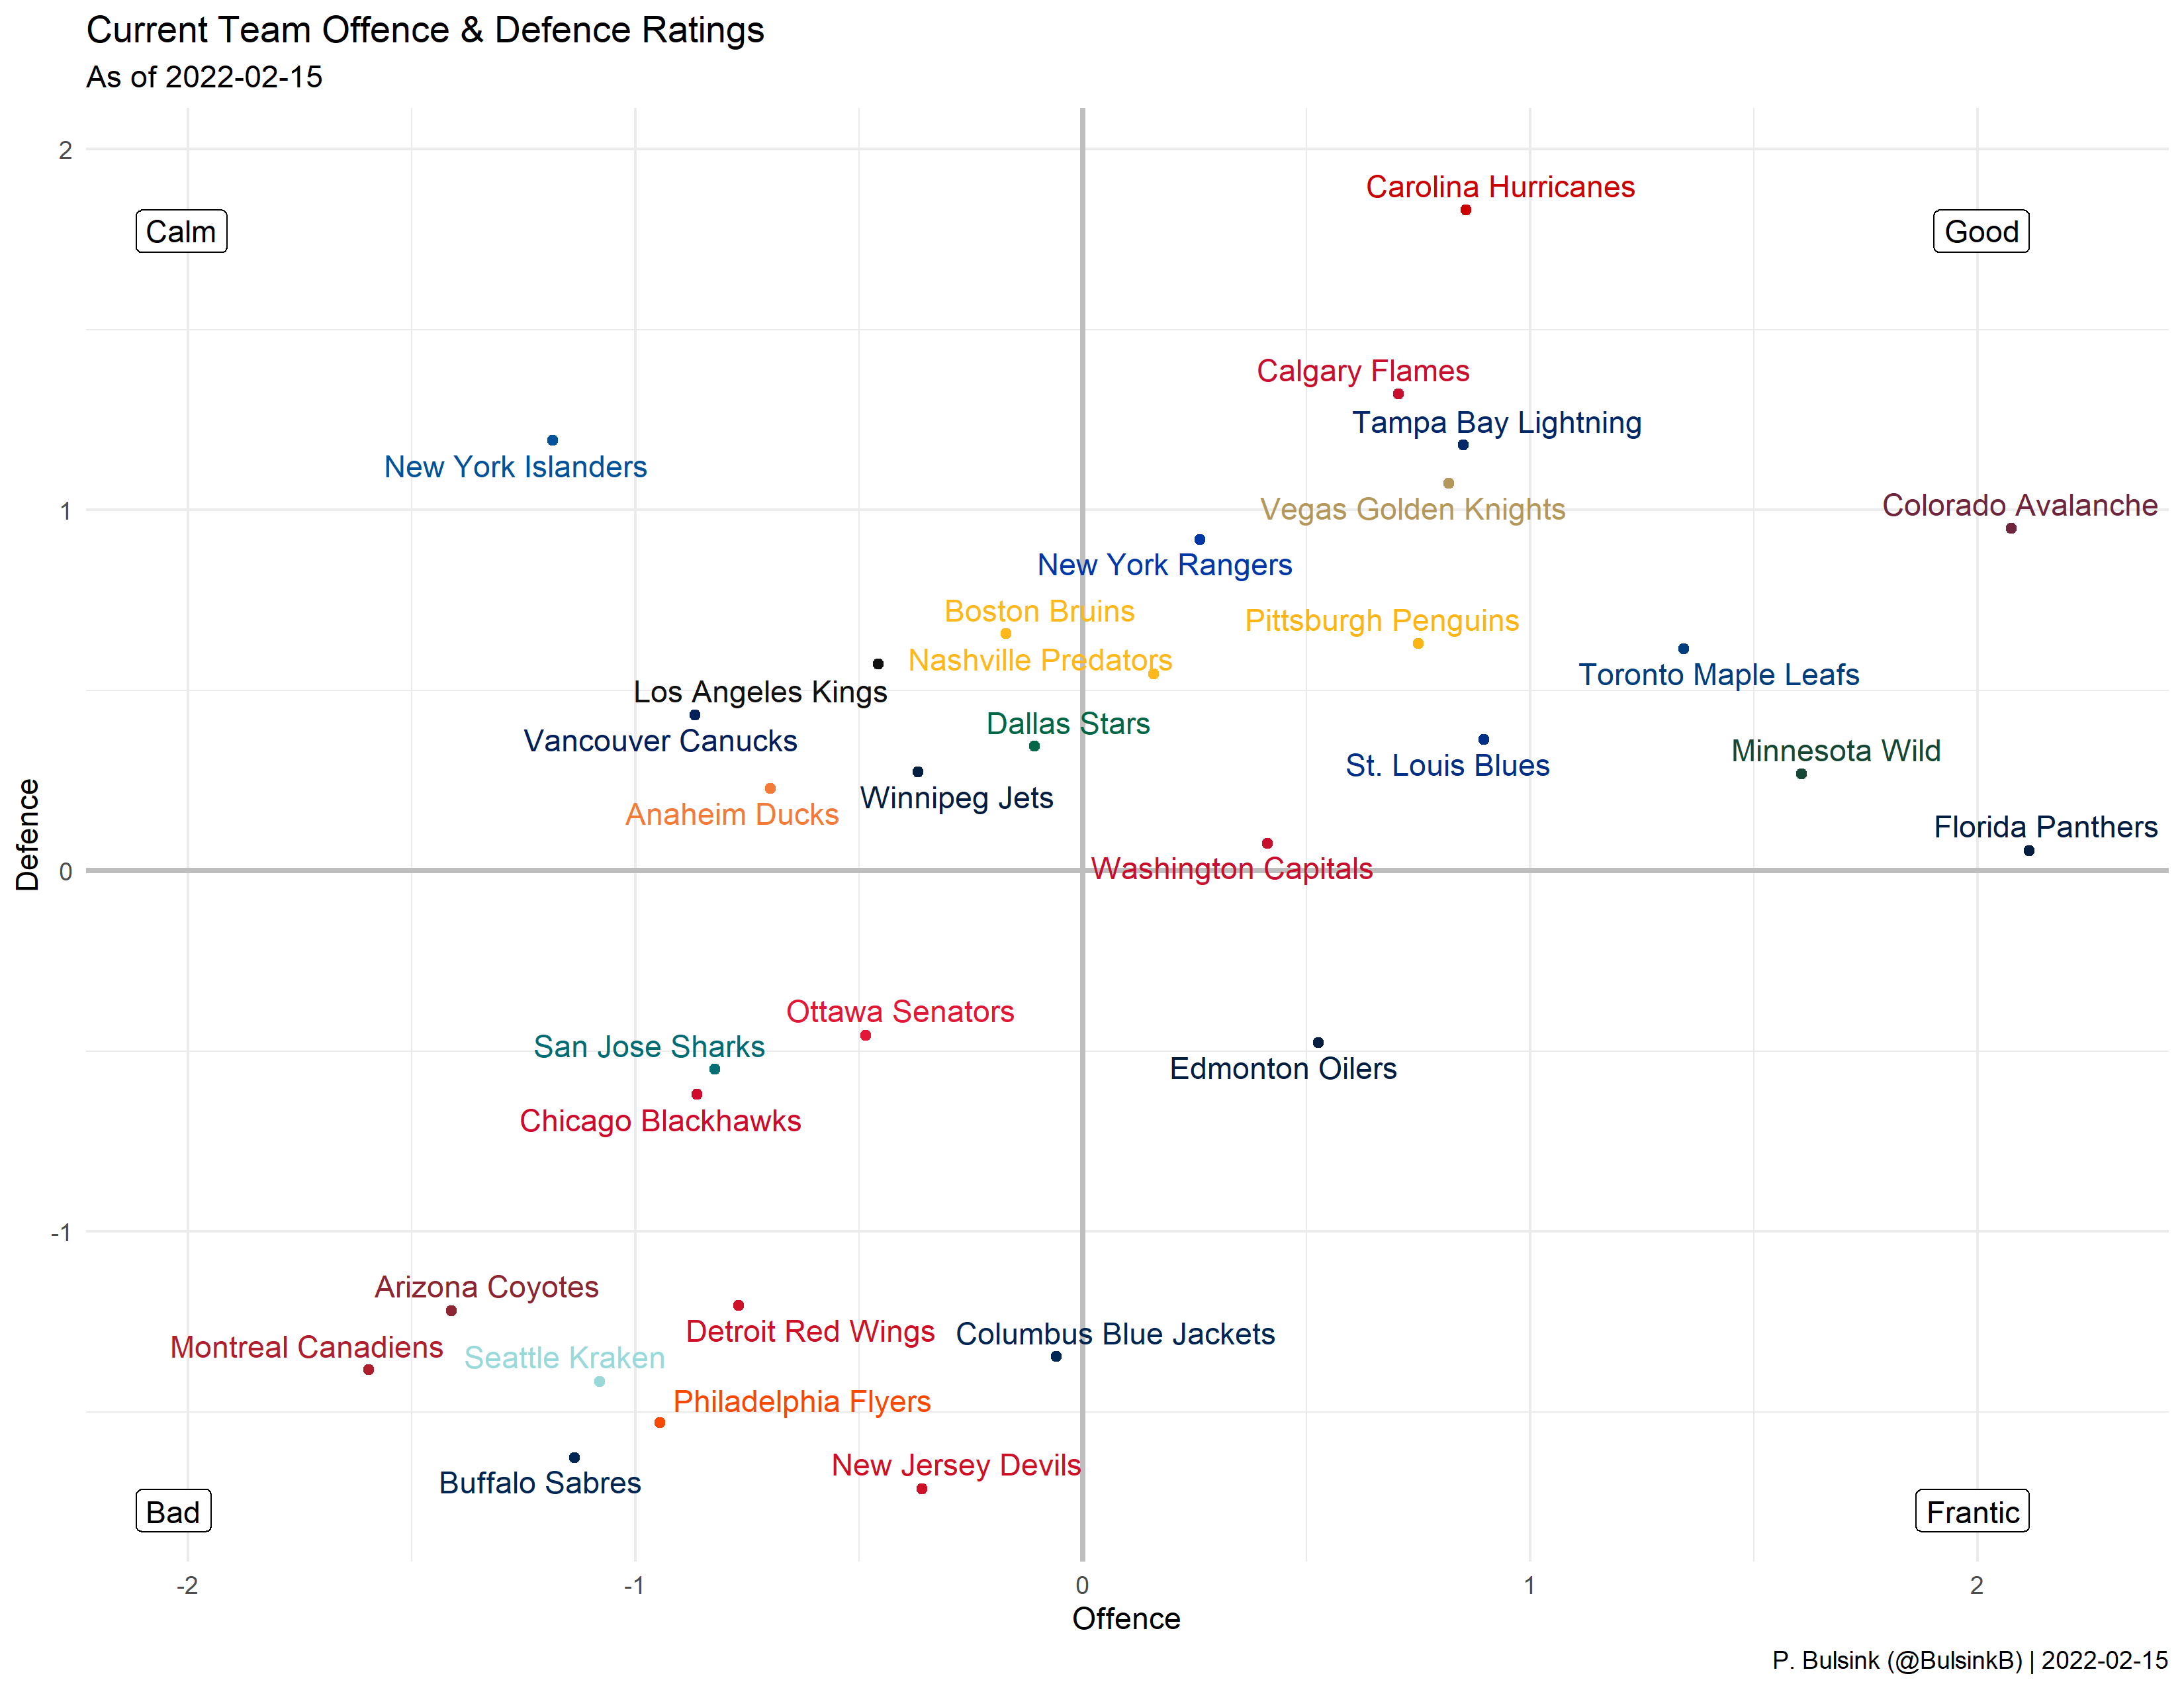 Current Team Offence & Defence Ratings
As of 2022-02-15
2
Carolina Hurricanes
Calm
Good
Calgary Flames
Tampa Bay Lightning
New York Islanders
Colorado Avalanche
Vegas Golden Knights
1
New York Rangers
Boston Bruins
Pittsburgh Penguins
Nashville Predators
Toronto Maple Leafs
Los Angeles Kings
Dallas Stars
Vancouver Canucks
Minnesota Wild
St. Louis Blues
Winnipeg Jets
Anaheim Ducks
Florida Panthers
Defence
Washington Capitals
0
Ottawa Senators
San Jose Sharks
Edmonton Oilers
Chicago Blackhawks
-1
Arizona Coyotes
Detroit Red Wings
Columbus Blue Jackets
Montreal Canadiens
Seattle Kraken
Philadelphia Flyers
New Jersey Devils
Buffalo Sabres
Bad
Frantic
-2
-1
0
1
2
Offence
P. Bulsink (@BulsinkB) | 2022-02-15